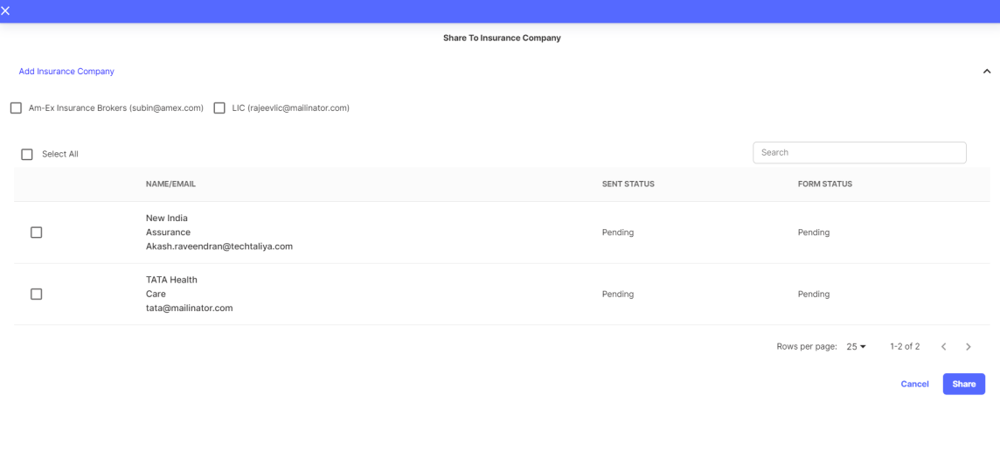 Share To Insurance Company
Add Insurance Company
Am-Ex Insurance Brokers (subin@amex.com) LIC (rajeevlic@mailinator.com)
Select All Search
NAME/EMAIL SENT STATUS FORM STATUS
New India
Assurance
Akash.raveendran@techtaliya.com
Pending Pending
TATA Health
Care
tata@mailinator.com
Pending Pending
Rows per page: 25 1-2 of 2
Cancel Share